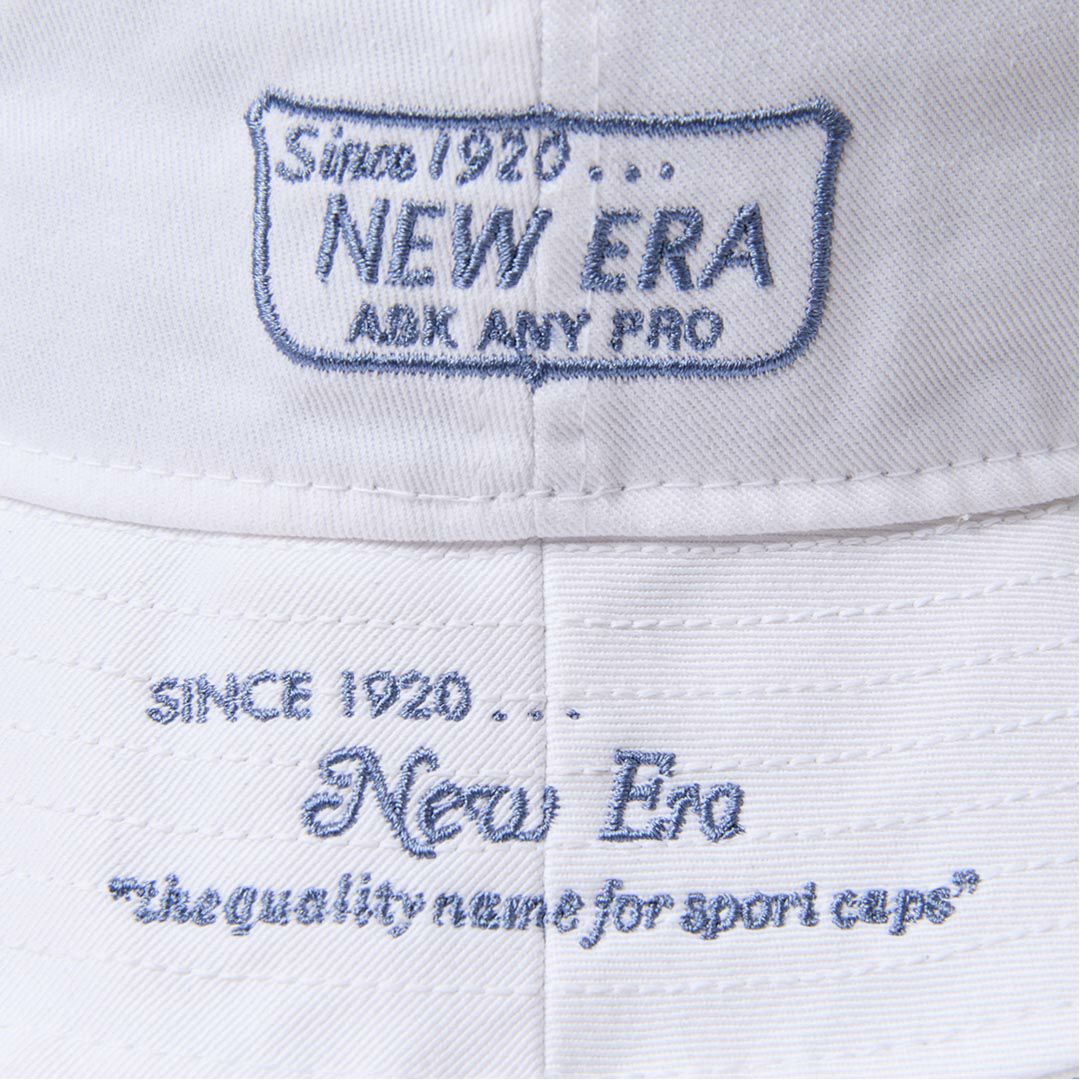 Since 1920...
NEW ERA
ASK ANY PRO
SINCE 1920...
New Era
"the quality name for sport caps"